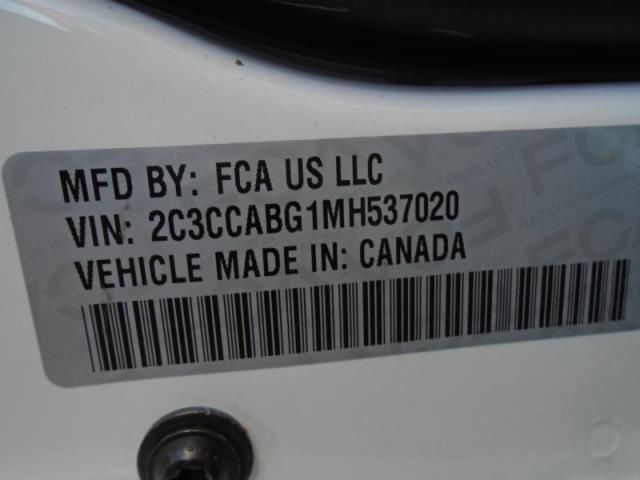 MFD BY: FCA US LLC
VIN: 2C3CCABG1MH537020
VEHICLE MADE IN: CANADA